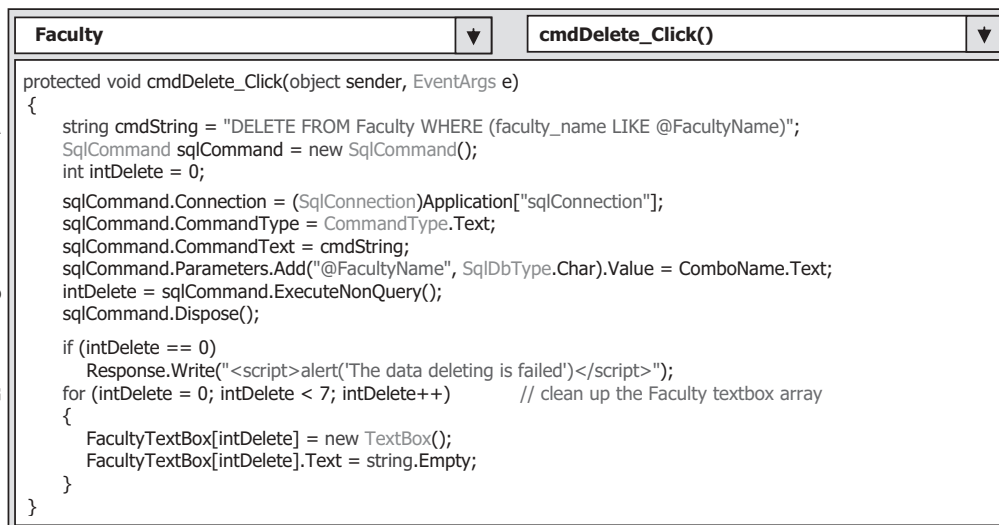 Faculty
cmdDelete_Click()
protected void cmdDelete_Click(object sender, EventArgs e)
{
string cmdString = "DELETE FROM Faculty WHERE (faculty_name LIKE @FacultyName)";
SqlCommand sqlCommand = new SqlCommand();
int intDelete = 0;
sqlCommand.Connection = (SqlConnection)Application["sqlConnection"];
sqlCommand.CommandType = CommandType.Text;
sqlCommand.CommandText = cmdString;
sqlCommand.Parameters.Add("@FacultyName", SqlDbType.Char).Value = ComboName.Text;
intDelete = sqlCommand.ExecuteNonQuery();
sqlCommand.Dispose();
if (intDelete == 0)
Response.Write("<script>alert('The data deleting is failed')</script>");
for (intDelete = 0; intDelete < 7; intDelete++) // clean up the Faculty textbox array
{
FacultyTextBox[intDelete] = new TextBox();
FacultyTextBox[intDelete].Text = string.Empty;
}
}